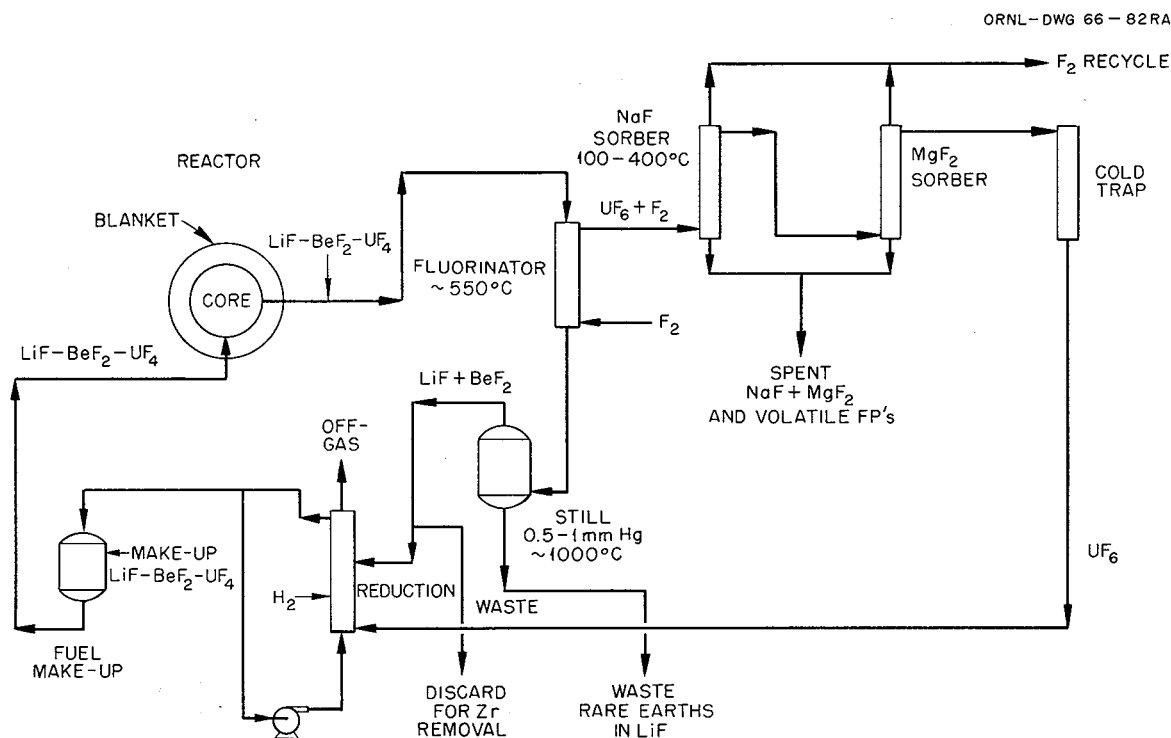 ORNL-DWG 66-82RA
F2 RECYCLE
NaF
SORBER
100-400°C
MgF2
SORBER
COLD
TRAP
REACTOR
BLANKET
CORE
LiF-BeF2-UF4
UF6+F2
FLUORINATOR
~550°C
F2
LiF-BeF2-UF4
SPENT
NaF+MgF2
AND VOLATILE FP'S
LiF+BeF2
OFF-
GAS
STILL
0.5-1mm Hg
~1000°C
MAKE-UP
LiF-BeF2-UF4
H2
REDUCTION
WASTE
UF6
FUEL
MAKE-UP
DISCARD
FOR Zr
REMOVAL
WASTE
RARE EARTHS
IN LiF